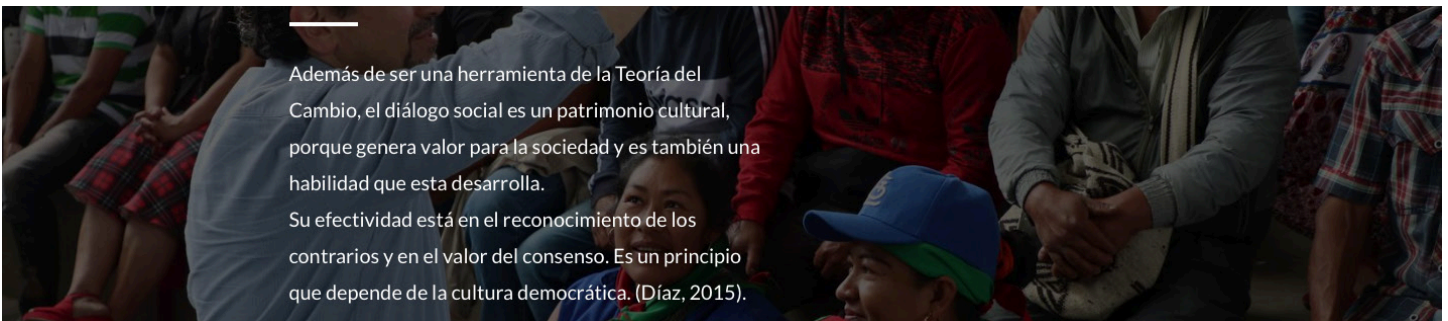 Además de ser una herramienta de la Teoría del
Cambio, el diálogo social es un patrimonio cultural,
porque genera valor para la sociedad y es también una
habilidad que esta desarrolla.
Su efectividad está en el reconocimiento de los
contrarios y en el valor del consenso. Es un principio
que depende de la cultura democrática. (Díaz, 2015).